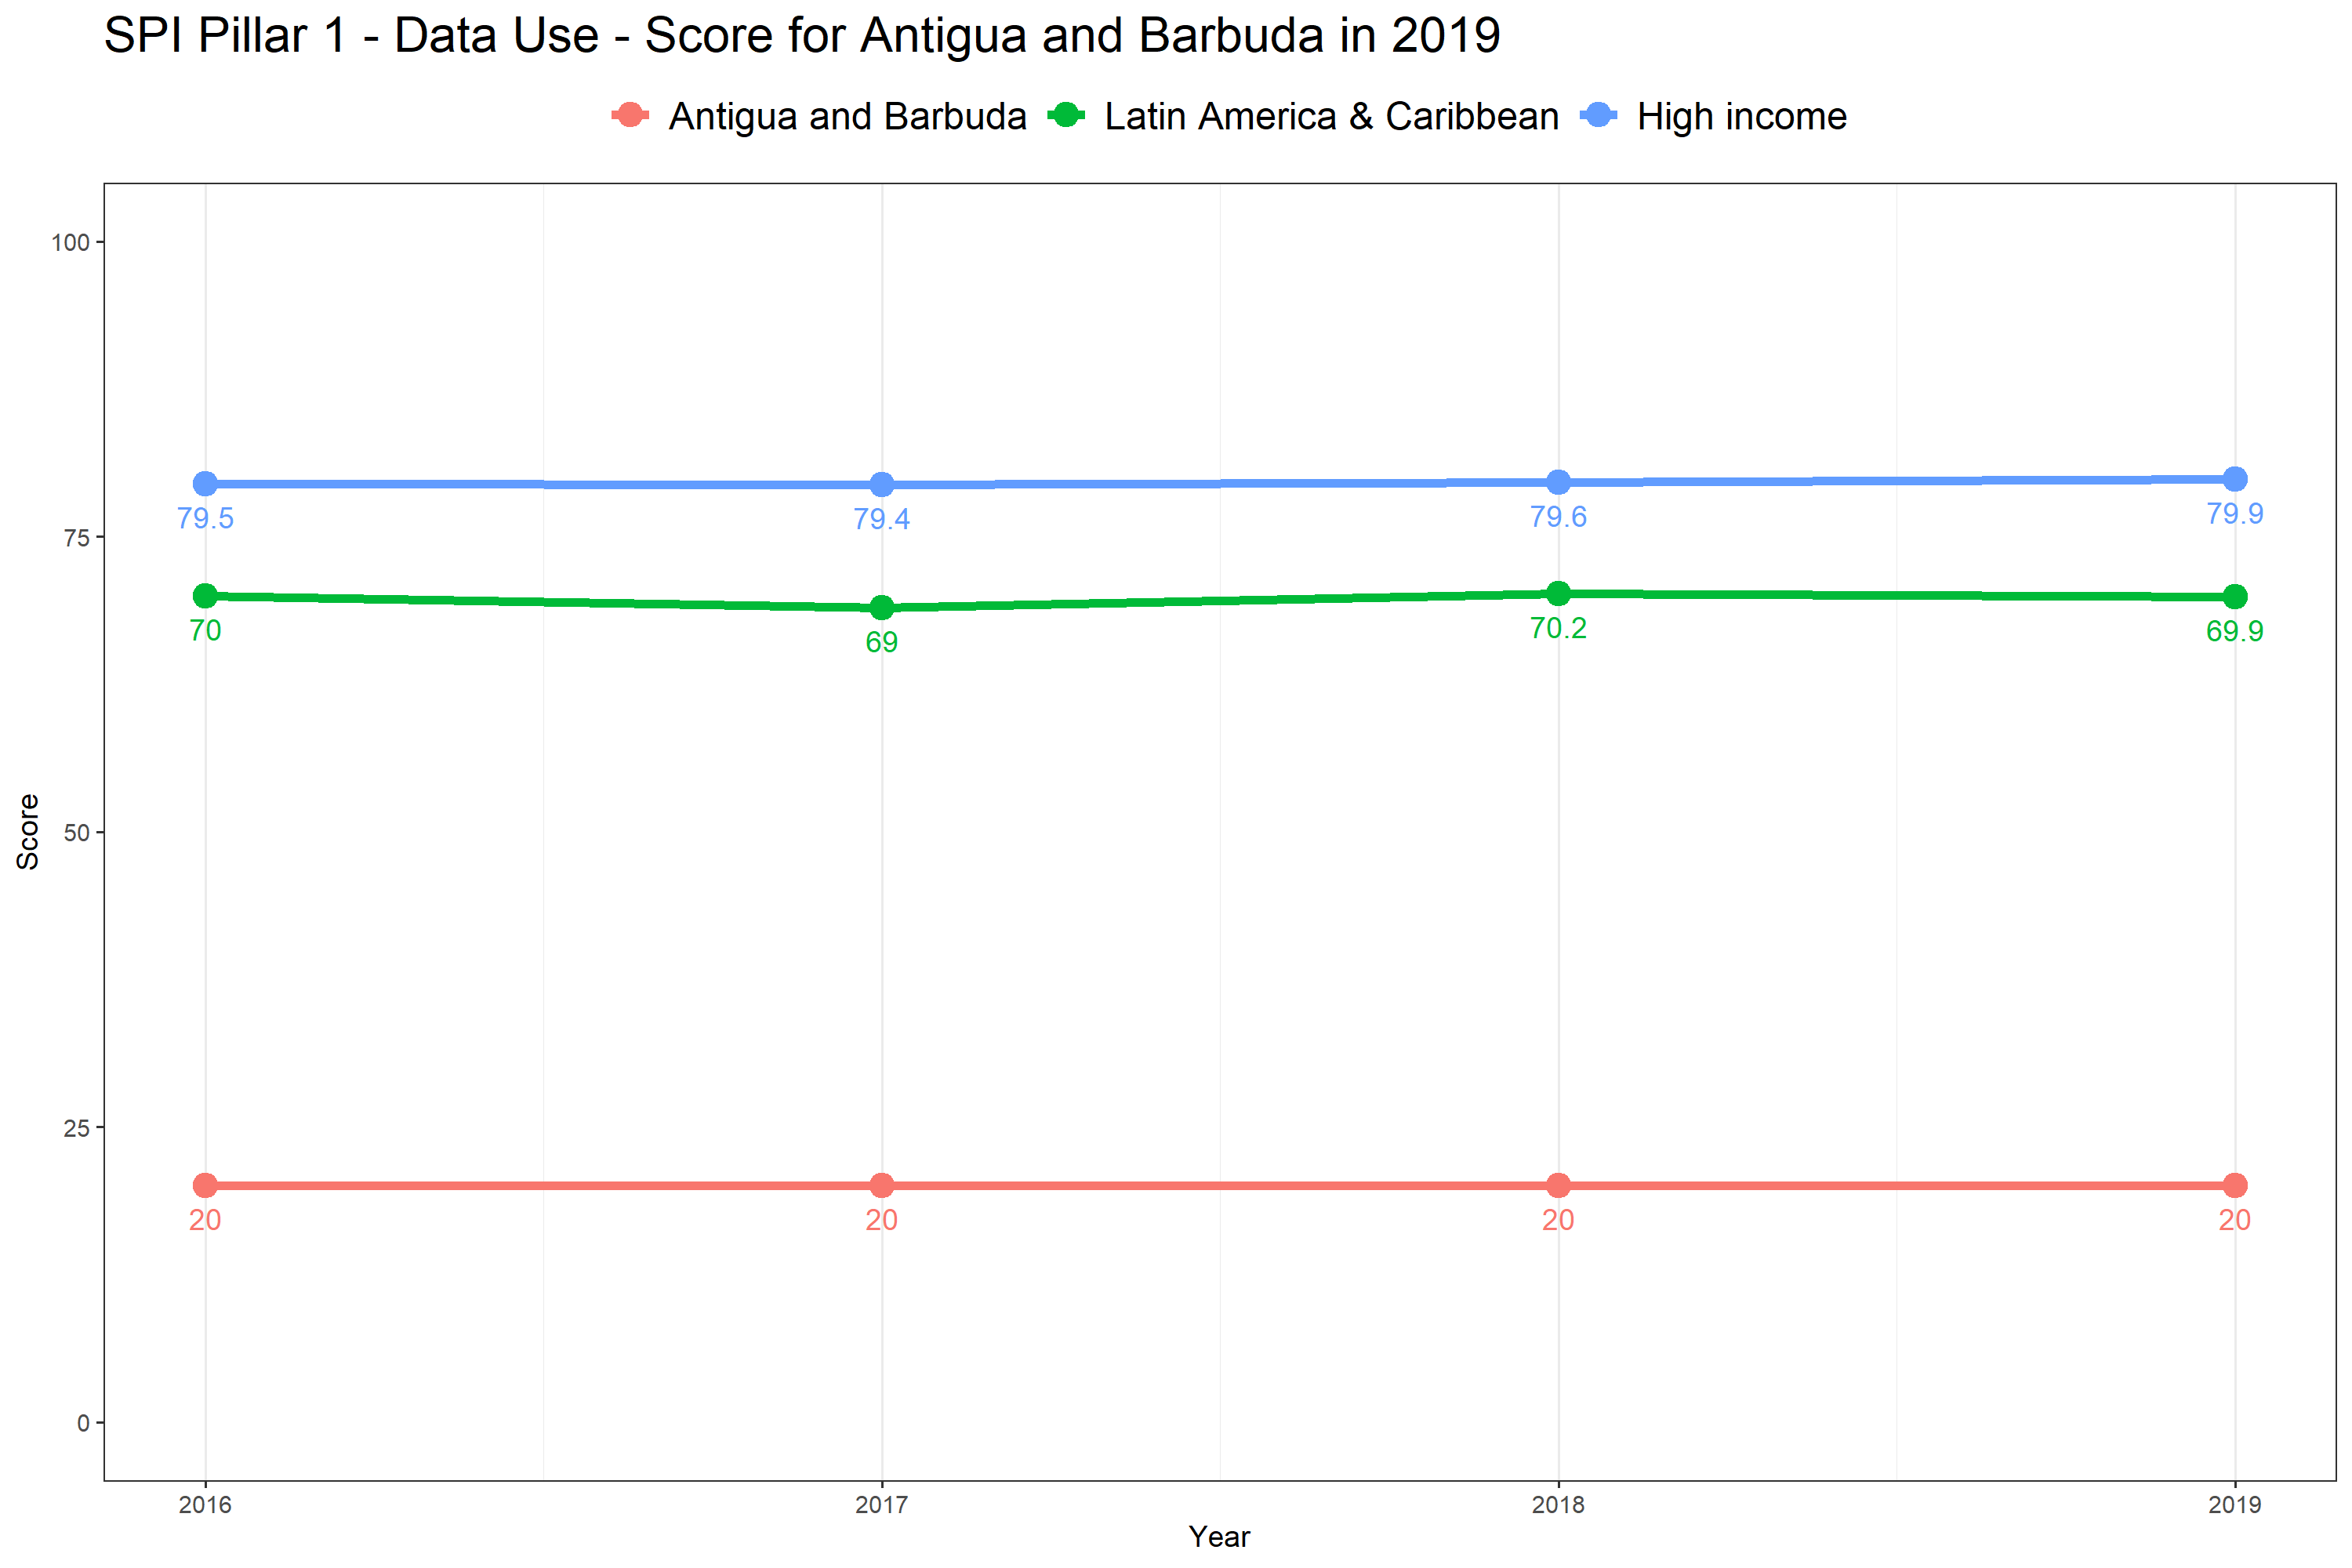 SPI Pillar 1 - Data Use - Score for Antigua and Barbuda in 2019
Antigua and Barbuda Latin America & Caribbean High income
100
79.5 79.4 79.6 79.9
75
70 69 70.2 69.9
Score
50
25
20 20 20 20
0
2016 2017 2018 2019
Year